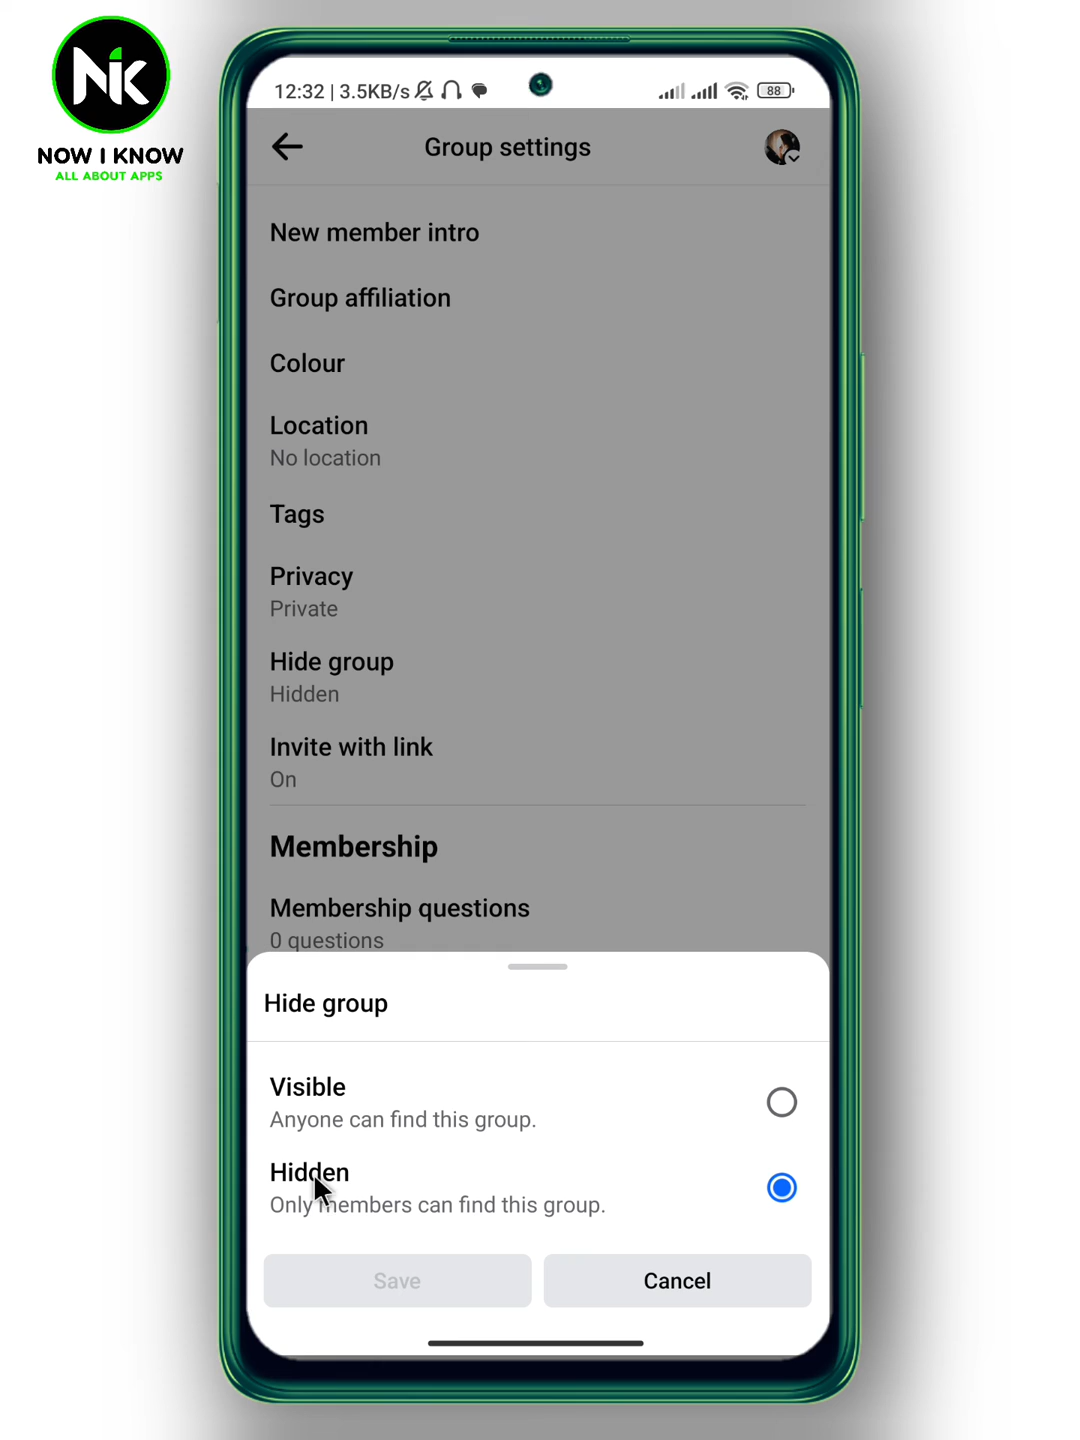 NiK
NOW I KNOW
ALL ABOUT APPS
12:32 | 3.5KB/s
88
Group settings
New member intro
Group affiliation
Colour
Location
No location
Tags
Privacy
Private
Hide group
Hidden
Invite with link
On
Membership
Membership questions
0 questions
Hide group
Visible
Anyone can find this group.
Hidden
Only members can find this group.
Save
Cancel